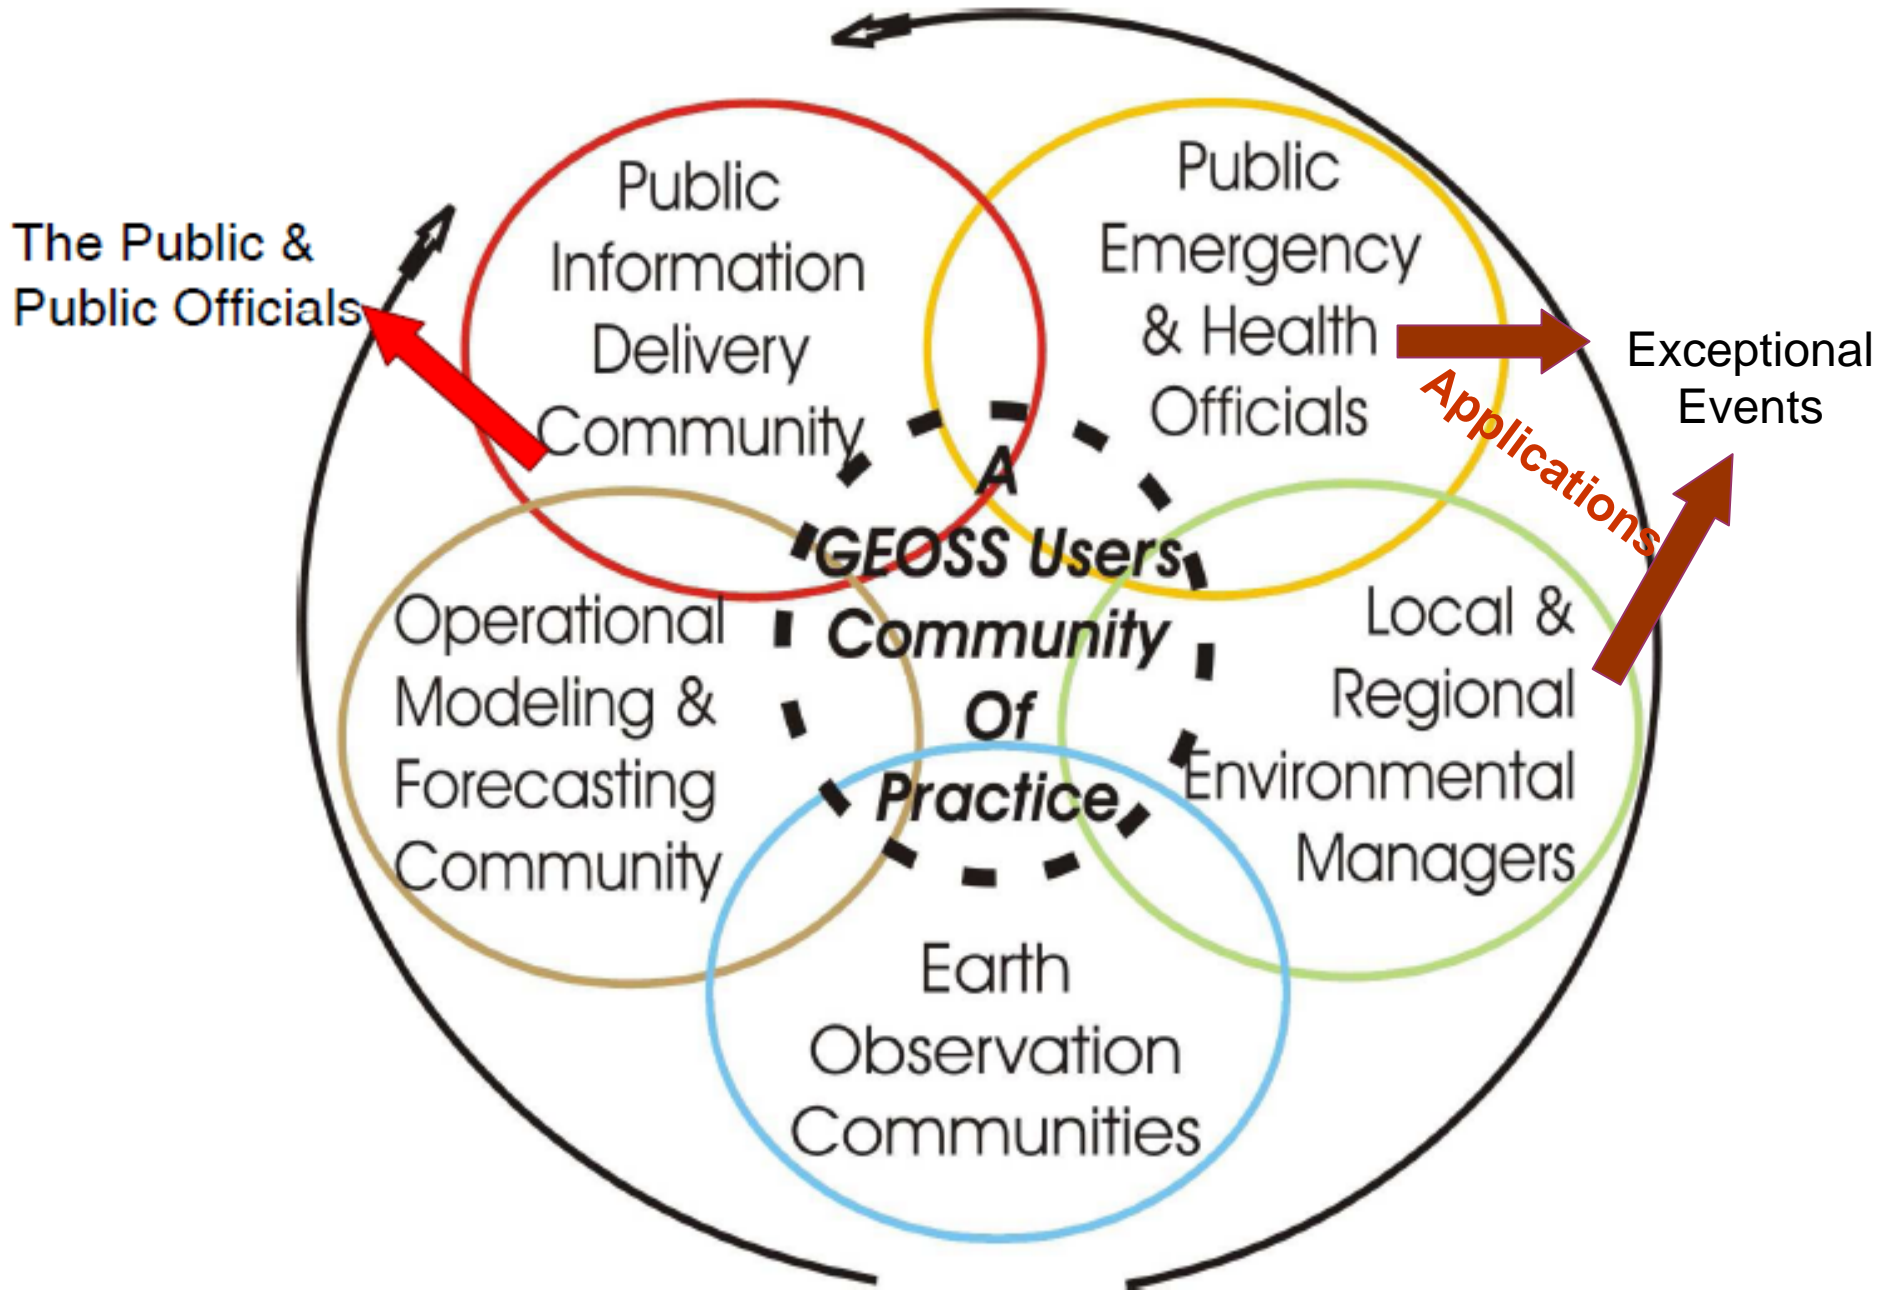 The Public &
Public Officials
Public
Information
Delivery
Community
Public
Emergency
& Health
Officials
Exceptional
Events
Applications
A
GEOSS Users
Community
Of
Practice
Operational
Modeling &
Forecasting
Community
Local &
Regional
Environmental
Managers
Earth
Observation
Communities